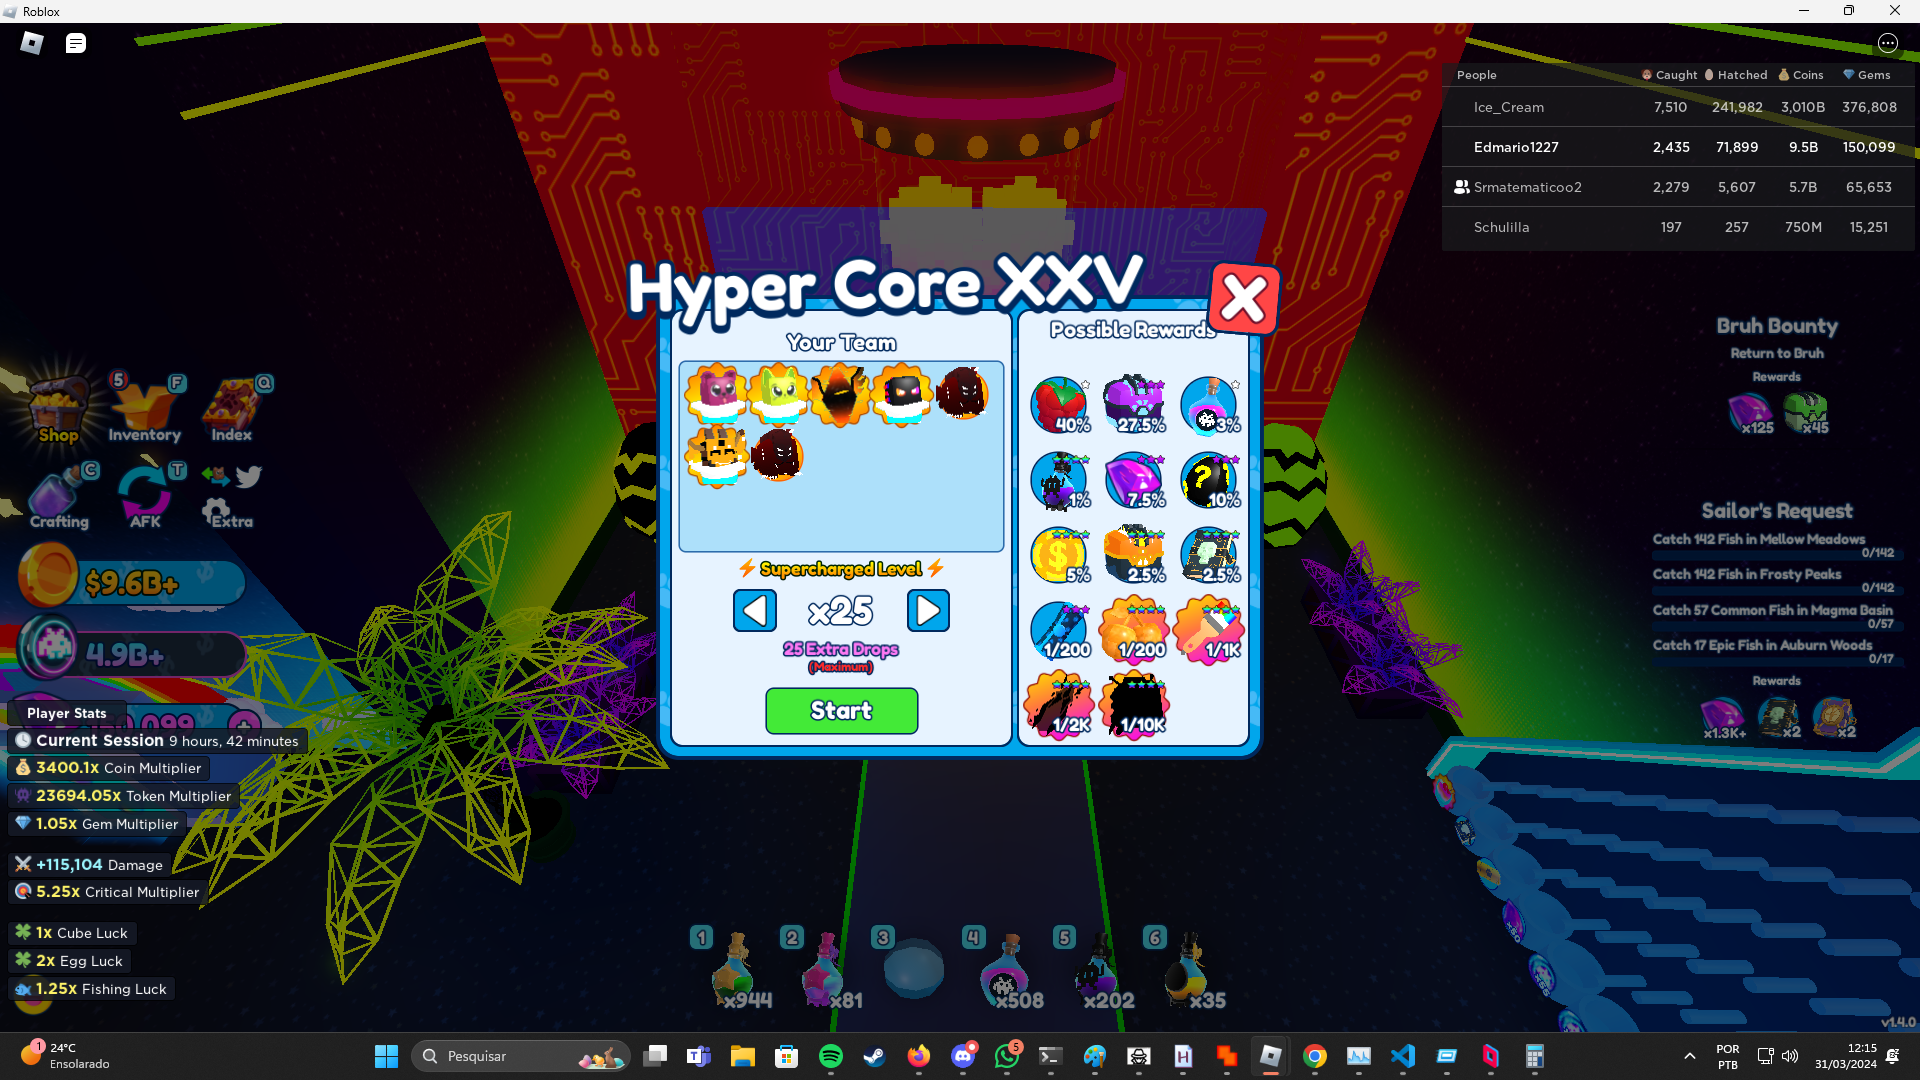 Roblox
People Caught Hatched Coins Gems
Ice_Cream 7,510 241,982 3,010B 376,808
Edmario1227 2,435 71,899 9.5B 150,099
Srmatematicoo2 2,279 5,607 5.7B 65,653
Schulilla 197 257 750M 15,251
Hyper Core XXV
Your Team
Possible Rewards
40% 27.5% 3%
1% 7.5% 10%
5% 2.5% 2.5%
1/200 1/200 1/1K
1/2K 1/10K
Supercharged Level
x25
25 Extra Drops
(Maximum)
Start
Bruh Bounty
Return to Bruh
Rewards
x125 x45
Sailor's Request
Catch 142 Fish in Mellow Meadows
0/142
Catch 142 Fish in Frosty Peaks
0/142
Catch 57 Common Fish in Magma Basin
0/57
Catch 17 Epic Fish in Auburn Woods
0/17
Rewards
x1.3K+ x2 x2
5 F Q
Shop Inventory Index
C T
Crafting AFK Extra
$9.6B+
4.9B+
Player Stats
Current Session 9 hours, 42 minutes
3400.1x Coin Multiplier
23694.05x Token Multiplier
1.05x Gem Multiplier
+115,104 Damage
5.25x Critical Multiplier
1x Cube Luck
2x Egg Luck
1.25x Fishing Luck
1 2 3 4 5 6
x944 x81 x508 x202 x35
v1.4.0
1 24°C
Ensolarado
Pesquisar
5
POR
PTB
12:15
31/03/2024